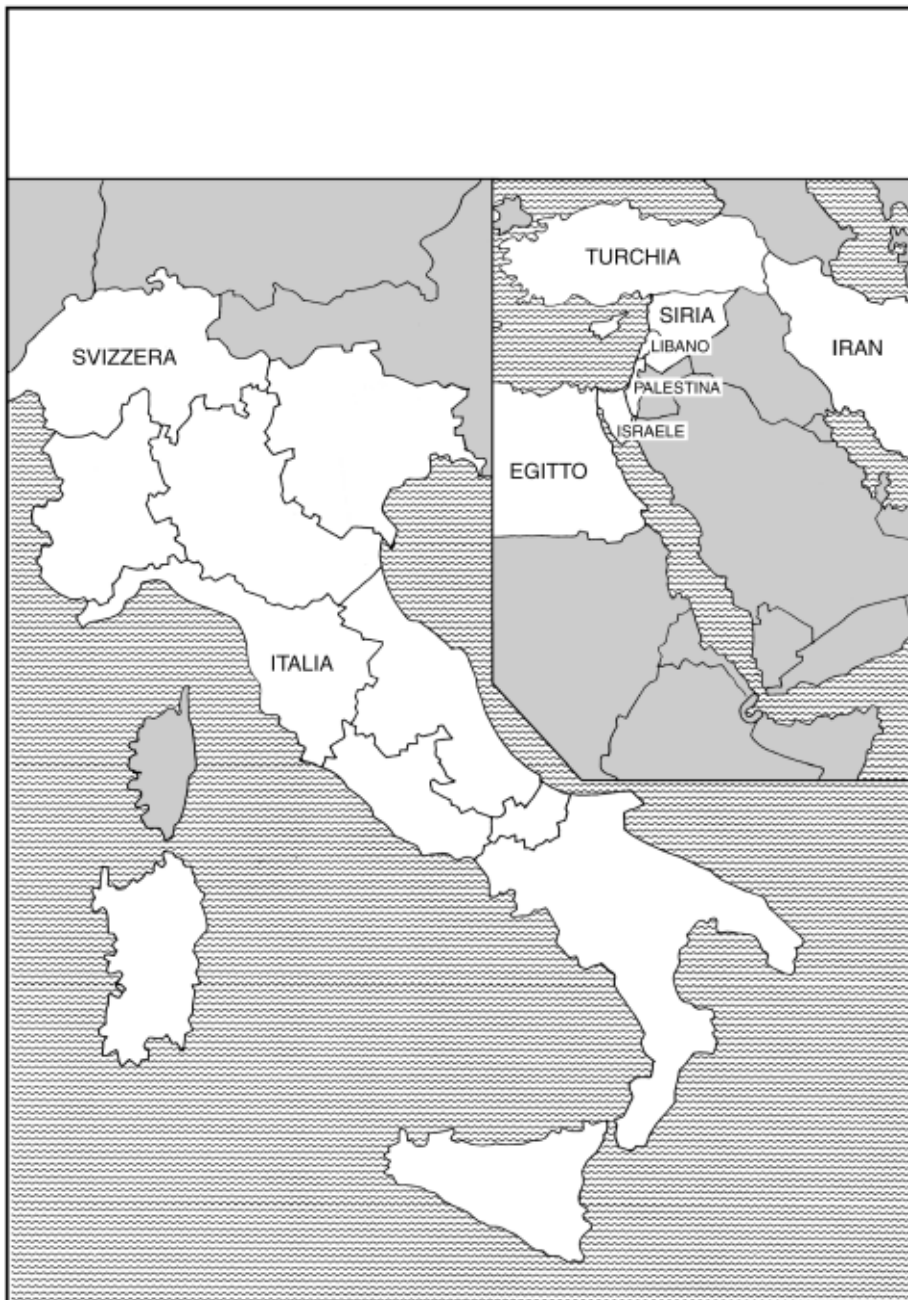 TURCHIA
SIRIA
LIBANO
SVIZZERA
IRAN
PALESTINA
ISRAELE
EGITTO
ITALIA